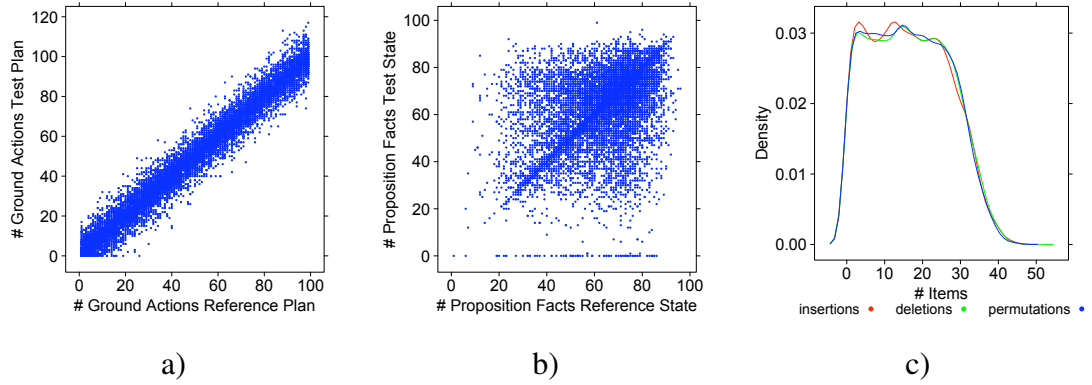 # Ground Actions Test Plan
120
100
80
60
40
20
0
0 20 40 60 80 100
# Ground Actions Reference Plan
a)
# Proposition Facts Test State
100
80
60
40
20
0
0 20 40 60 80 100
# Proposition Facts Reference State
b)
Density
0.03
0.02
0.01
0.00
0 10 20 30 40 50
# Items
insertions deletions permutations
c)